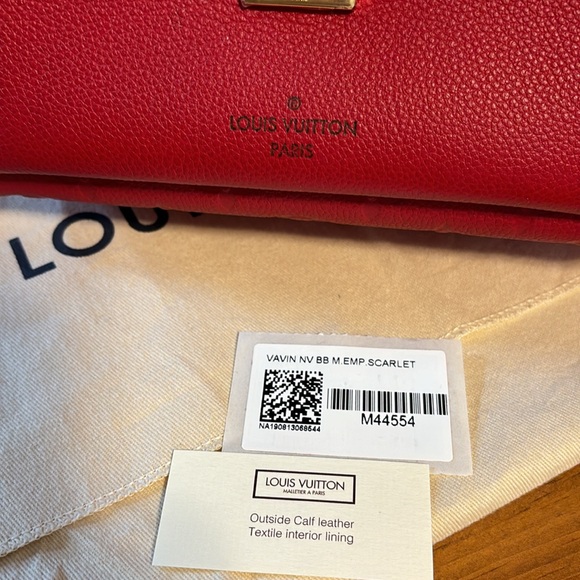 ® 
LOUIS VUITTON
PARIS
LOU
VAVIN NV BB M.EMP.SCARLET
NA190813068544
M44554
LOUIS VUITTON
MALLETIER A PARIS
Outside Calf leather
Textile interior lining